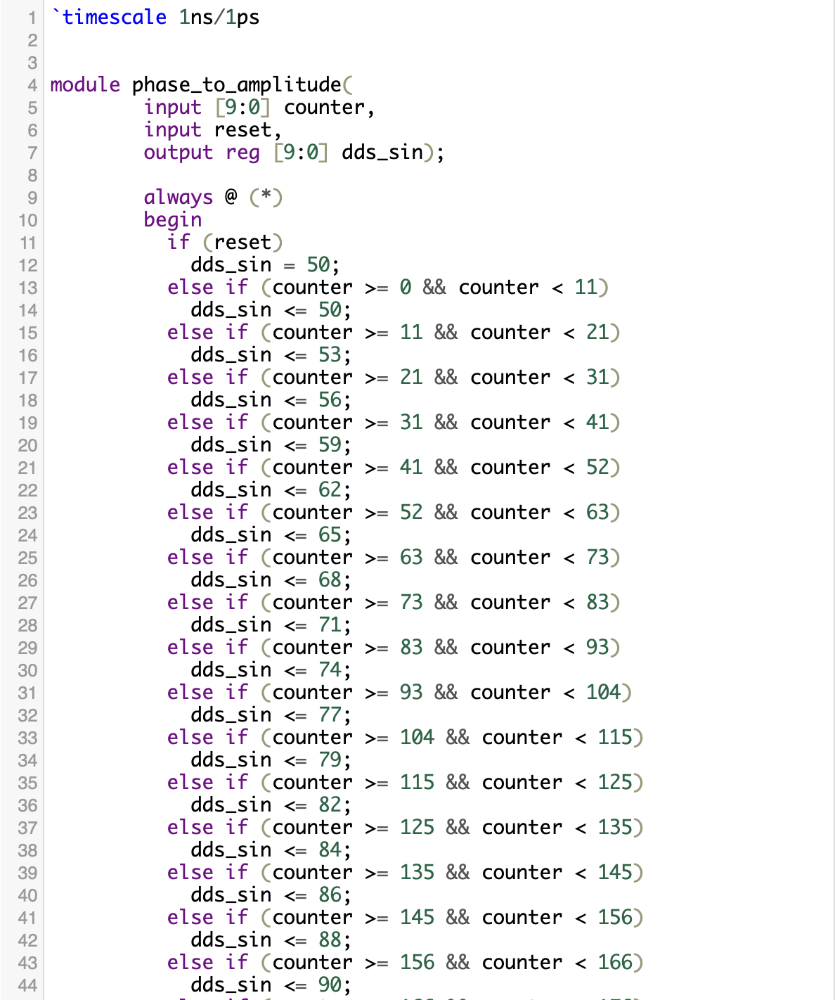 1 `timescale 1ns/1ps
2
3
4 module phase_to_amplitude(
5 input [9:0] counter,
6 input reset,
7 output reg [9:0] dds_sin);
8
9 always @ (*)
10 begin
11 if (reset)
12 dds_sin = 50;
13 else if (counter >= 0 && counter < 11)
14 dds_sin <= 50;
15 else if (counter >= 11 && counter < 21)
16 dds_sin <= 53;
17 else if (counter >= 21 && counter < 31)
18 dds_sin <= 56;
19 else if (counter >= 31 && counter < 41)
20 dds_sin <= 59;
21 else if (counter >= 41 && counter < 52)
22 dds_sin <= 62;
23 else if (counter >= 52 && counter < 63)
24 dds_sin <= 65;
25 else if (counter >= 63 && counter < 73)
26 dds_sin <= 68;
27 else if (counter >= 73 && counter < 83)
28 dds_sin <= 71;
29 else if (counter >= 83 && counter < 93)
30 dds_sin <= 74;
31 else if (counter >= 93 && counter < 104)
32 dds_sin <= 77;
33 else if (counter >= 104 && counter < 115)
34 dds_sin <= 79;
35 else if (counter >= 115 && counter < 125)
36 dds_sin <= 82;
37 else if (counter >= 125 && counter < 135)
38 dds_sin <= 84;
39 else if (counter >= 135 && counter < 145)
40 dds_sin <= 86;
41 else if (counter >= 145 && counter < 156)
42 dds_sin <= 88;
43 else if (counter >= 156 && counter < 166)
44 dds_sin <= 90;